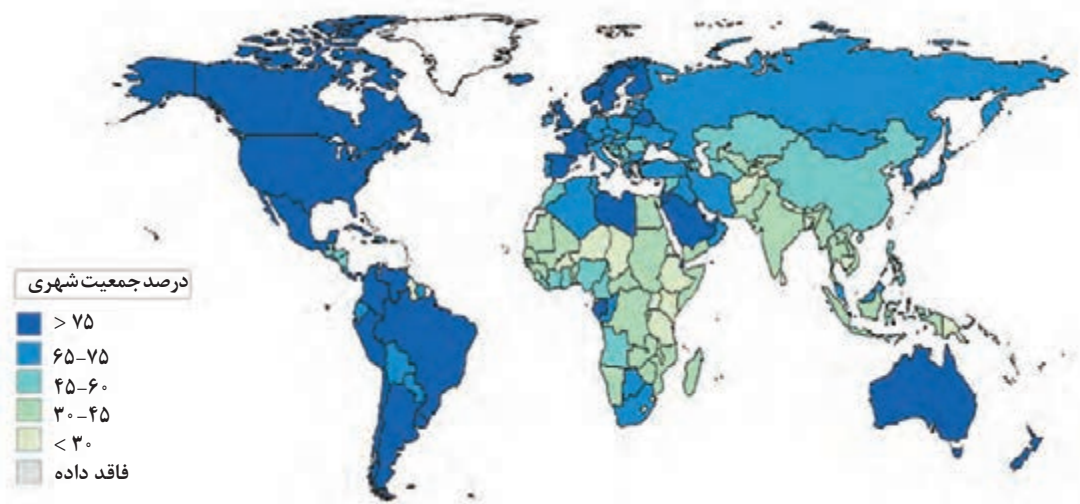 درصد جمعیت شهری
> ۷۵
۶۵-۷۵
۴۵-۶۰
۳۰-۴۵
< ۳۰
فاقد داده